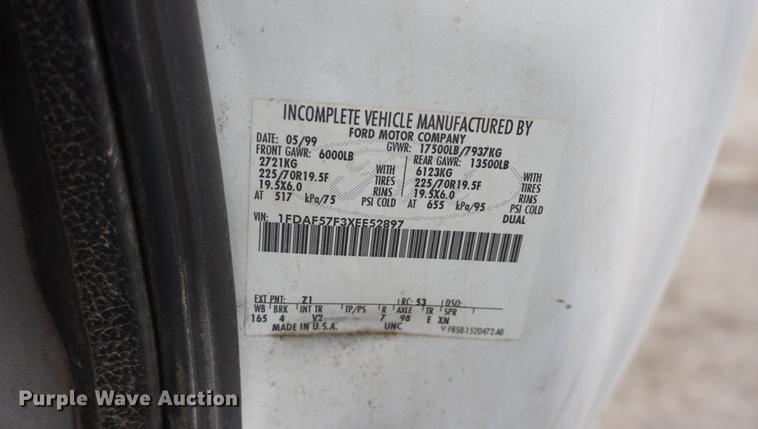 INCOMPLETE VEHICLE MANUFACTURED BY
FORD MOTOR COMPANY
DATE: 05/99 GVWR: 17500LB/7937KG
FRONT GAWR: 6000LB REAR GAWR: 13500LB
2721KG WITH 6123KG WITH
225/70R19.5F TIRES 225/70R19.5F TIRES
19.5X6.0 RIMS 19.5X6.0 RIMS
AT 517 kPa/75 PSI COLD AT 655 kPa/95 PSI COLD
DUAL
VIN: 1FDAF57F3XEE52897
EXT PNT: Z1 RC: 53 DSO:
WB BRK INT TR TP/PS R AXLE TR SPR
165 4 V2 7 98 E XN
MADE IN U.S.A. UNC F85B-1520472-AB
Purple Wave Auction